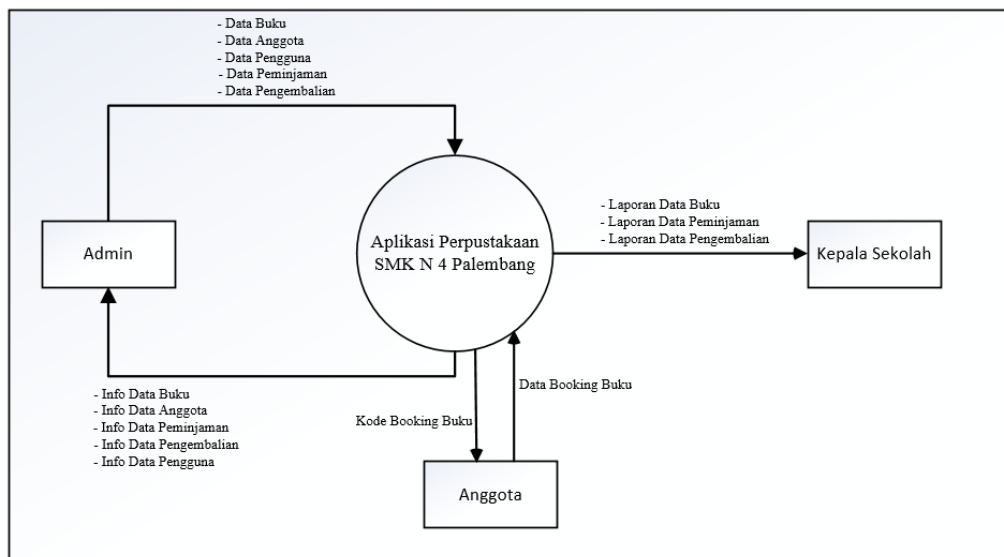 - Data Buku
- Data Anggota
- Data Pengguna
- Data Peminjaman
- Data Pengembalian
Admin
Aplikasi Perpustakaan
SMK N 4 Palembang
- Laporan Data Buku
- Laporan Data Peminjaman
- Laporan Data Pengembalian
Kepala Sekolah
- Info Data Buku
- Info Data Anggota
- Info Data Peminjaman
- Info Data Pengembalian
- Info Data Pengguna
Kode Booking Buku
Data Booking Buku
Anggota